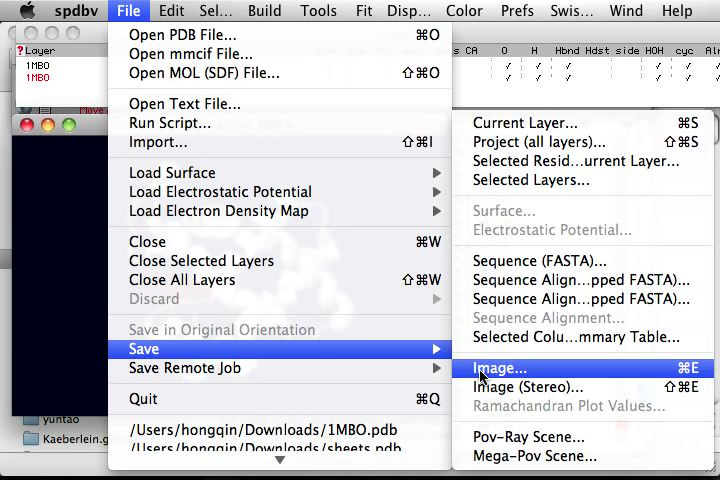 spdbv File Edit Sel... Build Tools Fit Disp... Color Prefs Swis... Wind Help
?Layer CA O H Hbnd Hdst side HOH cyc
1MBO
1MBO
Open PDB File... ⌘O
Open mmcif File...
Open MOL (SDF) File... ⇧⌘O
Open Text File...
Run Script...
Import... ⇧⌘I
Load Surface
Load Electrostatic Potential
Load Electron Density Map
Close ⌘W
Close Selected Layers
Close All Layers ⇧⌘W
Discard
Save in Original Orientation
Save
Save Remote Job
Quit ⌘Q
/Users/hongqin/Downloads/1MBO.pdb
/Users/hongqin/Downloads/sheets.pdb
Current Layer... ⌘S
Project (all layers)... ⇧⌘S
Selected Resid...urrent Layer...
Selected Layers...
Surface...
Electrostatic Potential...
Sequence (FASTA)...
Sequence Align...pped FASTA)...
Sequence Align...pped FASTA)...
Sequence Alignment...
Selected Colu...mmary Table...
Image... ⌘E
Image (Stereo)... ⇧⌘E
Ramachandran Plot Values...
Pov-Ray Scene...
Mega-Pov Scene...
yuntao
Kaeberlein.g